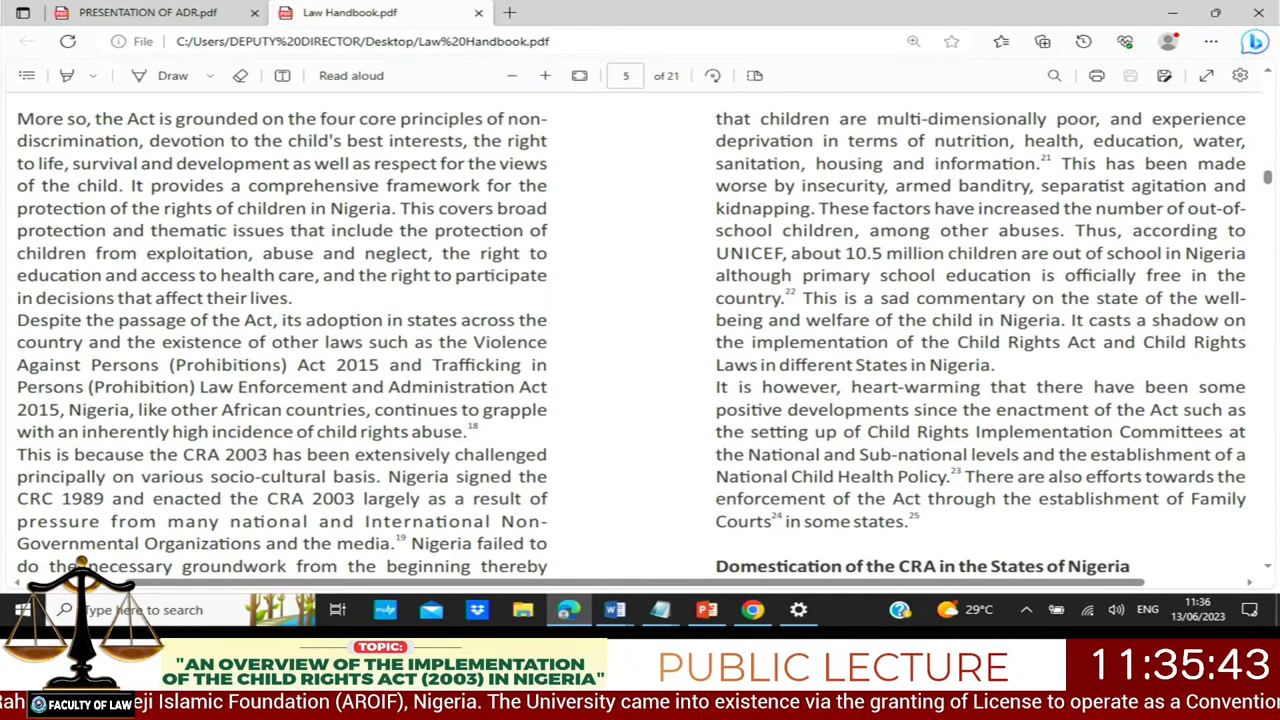 PRESENTATION OF ADR.pdf
Law Handbook.pdf
File
C:/Users/DEPUTY%20DIRECTOR/Desktop/Law%20Handbook.pdf
Draw
Read aloud
5
of 21
More so, the Act is grounded on the four core principles of non-
discrimination, devotion to the child's best interests, the right
to life, survival and development as well as respect for the views
of the child. It provides a comprehensive framework for the
protection of the rights of children in Nigeria. This covers broad
protection and thematic issues that include the protection of
children from exploitation, abuse and neglect, the right to
education and access to health care, and the right to participate
in decisions that affect their lives.
Despite the passage of the Act, its adoption in states across the
country and the existence of other laws such as the Violence
Against Persons (Prohibitions) Act 2015 and Trafficking in
Persons (Prohibition) Law Enforcement and Administration Act
2015, Nigeria, like other African countries, continues to grapple
with an inherently high incidence of child rights abuse.18
This is because the CRA 2003 has been extensively challenged
principally on various socio-cultural basis. Nigeria signed the
CRC 1989 and enacted the CRA 2003 largely as a result of
pressure from many national and International Non-
Governmental Organizations and the media.19 Nigeria failed to
do the necessary groundwork from the beginning thereby
that children are multi-dimensionally poor, and experience
deprivation in terms of nutrition, health, education, water,
sanitation, housing and information.21 This has been made
worse by insecurity, armed banditry, separatist agitation and
kidnapping. These factors have increased the number of out-of-
school children, among other abuses. Thus, according to
UNICEF, about 10.5 million children are out of school in Nigeria
although primary school education is officially free in the
country.22 This is a sad commentary on the state of the well-
being and welfare of the child in Nigeria. It casts a shadow on
the implementation of the Child Rights Act and Child Rights
Laws in different States in Nigeria.
It is however, heart-warming that there have been some
positive developments since the enactment of the Act such as
the setting up of Child Rights Implementation Committees at
the National and Sub-national levels and the establishment of a
National Child Health Policy.23 There are also efforts towards the
enforcement of the Act through the establishment of Family
Courts24 in some states.25
Domestication of the CRA in the States of Nigeria
Type here to search
29°C
ENG
11:36
13/06/2023
TOPIC:
"AN OVERVIEW OF THE IMPLEMENTATION
OF THE CHILD RIGHTS ACT (2003) IN NIGERIA"
PUBLIC LECTURE
11:35:43
FACULTY OF LAW
Rah
eji Islamic Foundation (AROIF), Nigeria. The University came into existence via the granting of License to operate as a Conventio